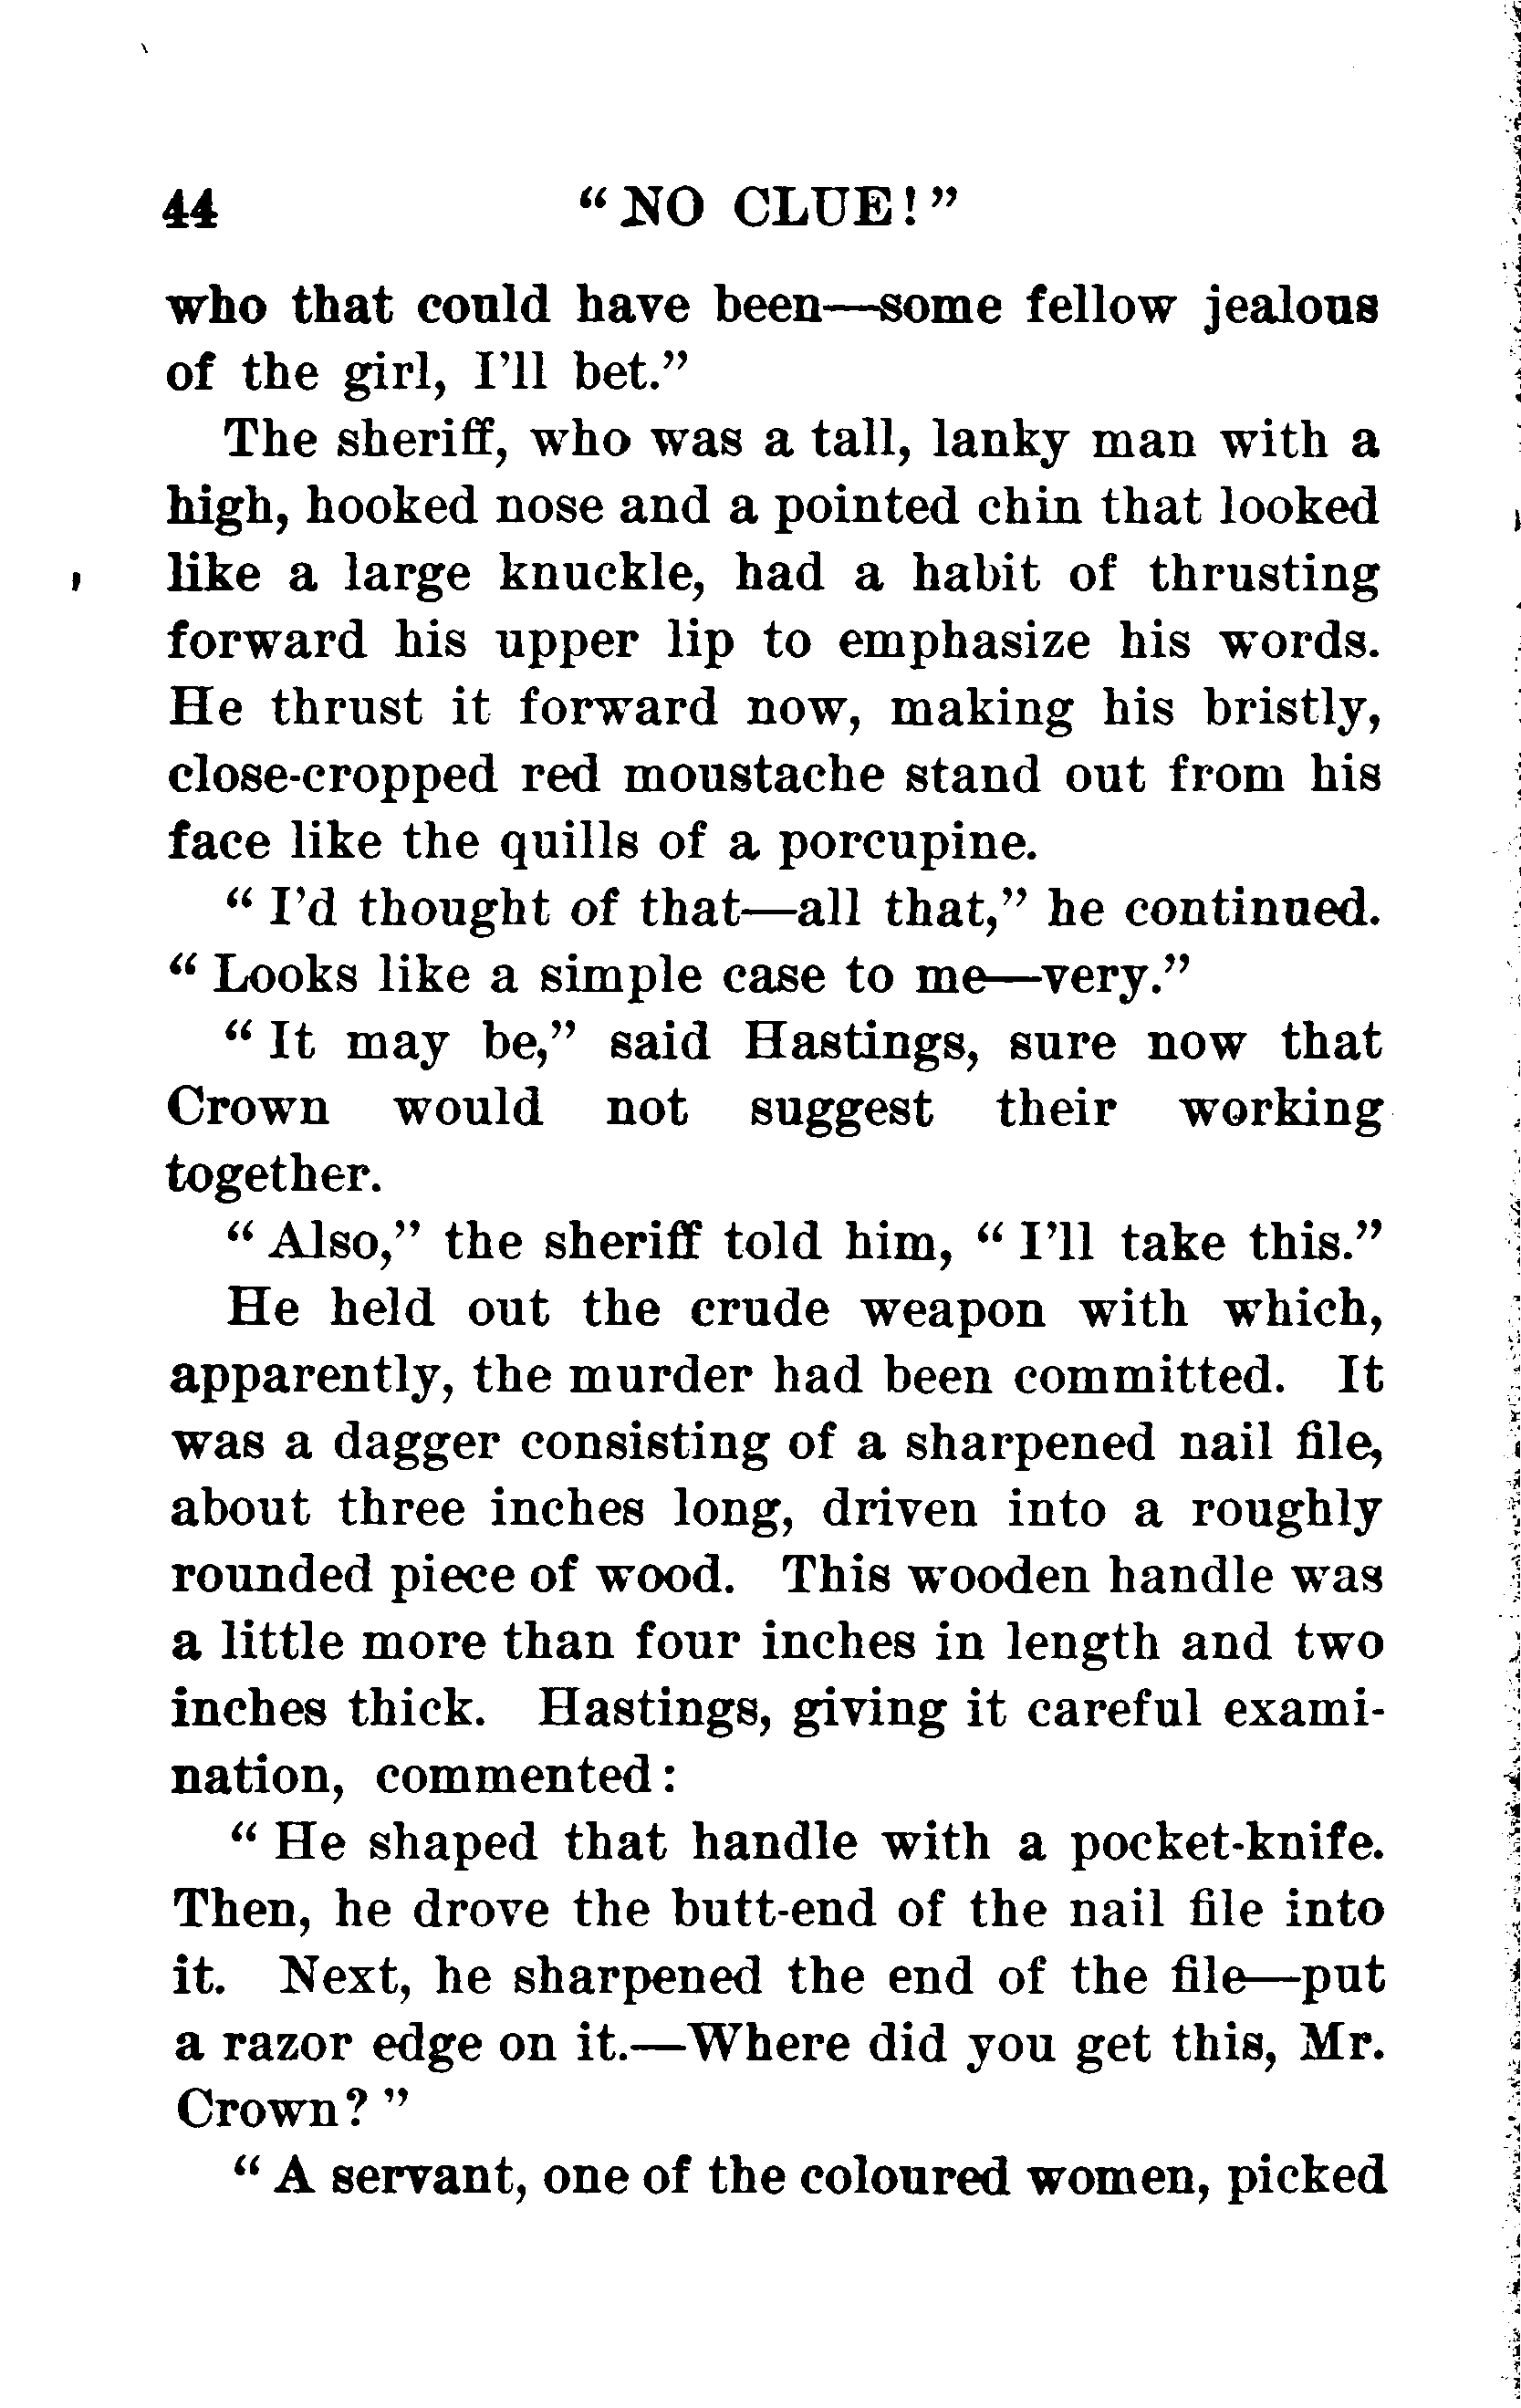 44 “NO CLUE!”
who that could have been—some fellow jealous
of the girl, I’ll bet.”
The sheriff, who was a tall, lanky man with a
high, hooked nose and a pointed chin that looked
like a large knuckle, had a habit of thrusting
forward his upper lip to emphasize his words.
He thrust it forward now, making his bristly,
close-cropped red moustache stand out from his
face like the quills of a porcupine.
“ I’d thought of that—all that,” he continued.
“ Looks like a simple case to me—very.”
“ It may be,” said Hastings, sure now that
Crown would not suggest their working
together.
“ Also,” the sheriff told him, “ I’ll take this.”
He held out the crude weapon with which,
apparently, the murder had been committed. It
was a dagger consisting of a sharpened nail file,
about three inches long, driven into a roughly
rounded piece of wood. This wooden handle was
a little more than four inches in length and two
inches thick. Hastings, giving it careful exami-
nation, commented:
“ He shaped that handle with a pocket-knife.
Then, he drove the butt-end of the nail file into
it. Next, he sharpened the end of the file—put
a razor edge on it.—Where did you get this, Mr.
Crown? ”
“ A servant, one of the coloured women, picked